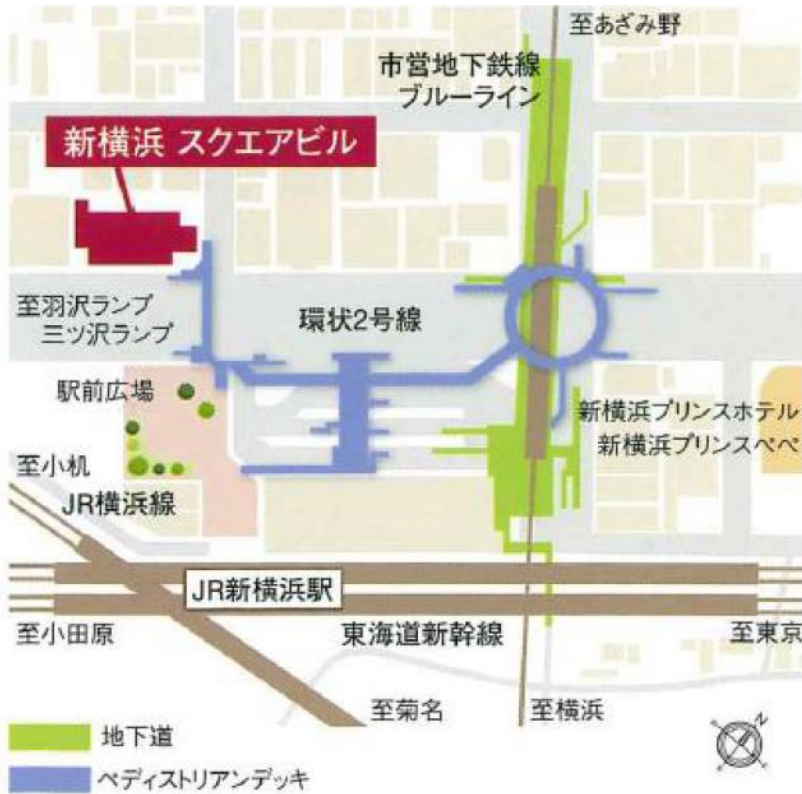 至あざみ野
市営地下鉄線
ブルーライン
新横浜 スクエアビル
至羽沢ランプ
三ツ沢ランプ
環状2号線
駅前広場
新横浜プリンスホテル
新横浜プリンスぺぺ
至小机
JR横浜線
JR新横浜駅
至小田原
東海道新幹線
至東京
至菊名
至横浜
N
地下道
ペディストリアンデッキ